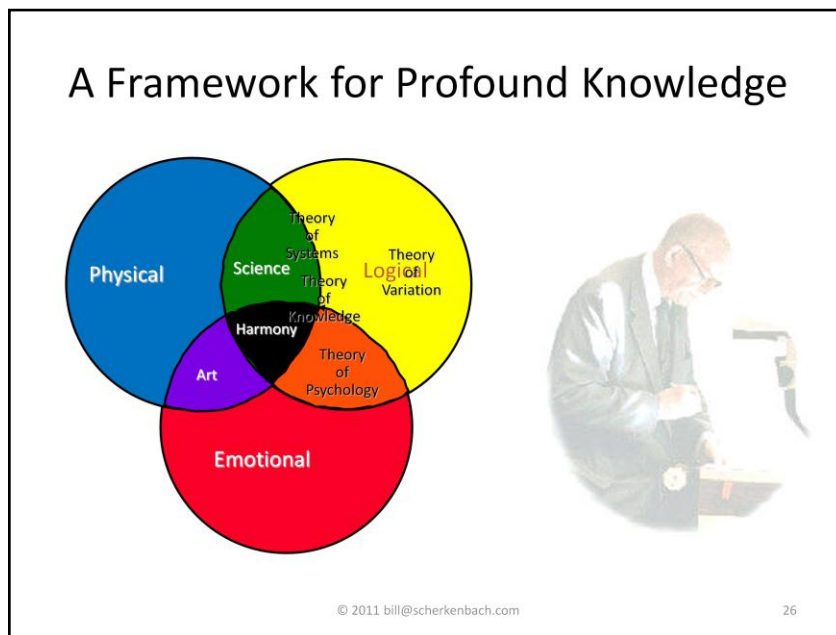 A Framework for Profound Knowledge
Physical
Science
Theory
of
Systems
Logical
Theory
of
Variation
Theory
of
Knowledge
Harmony
Art
Theory
of
Psychology
Emotional
© 2011 bill@scherkenbach.com
26